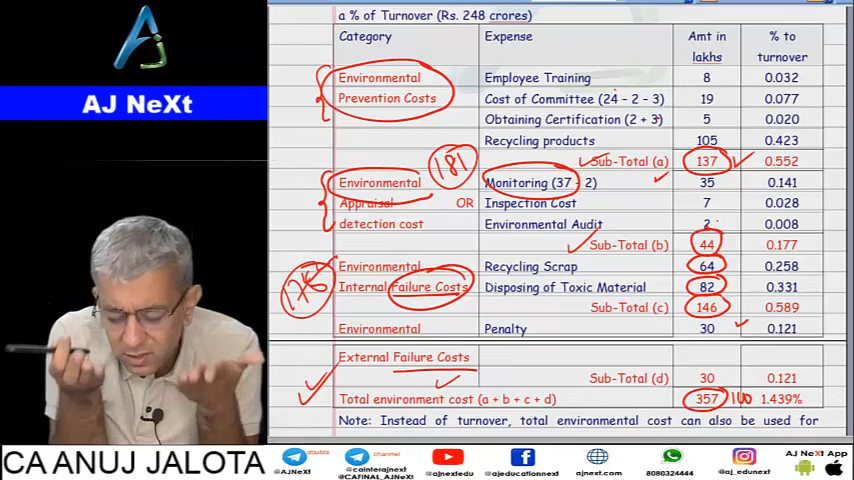 a % of Turnover (Rs. 248 crores)
Category Expense Amt in lakhs % to turnover
Environmental Employee Training 8 0.032
Prevention Costs Cost of Committee (24 – 2 – 3) 19 0.077
Obtaining Certification (2 + 3) 5 0.020
Recycling products 105 0.423
181 Sub-Total (a) 137 0.552
Environmental Monitoring (37 - 2) 35 0.141
Appraisal OR Inspection Cost 7 0.028
detection cost Environmental Audit 2 0.008
Sub-Total (b) 44 0.177
Environmental Recycling Scrap 64 0.258
176 Internal Failure Costs Disposing of Toxic Material 82 0.331
Sub-Total (c) 146 0.589
Environmental Penalty 30 0.121
External Failure Costs
Sub-Total (d) 30 0.121
Total environment cost (a + b + c + d) 357 100 1.439%
Note: Instead of turnover, total environmental cost can also be used for
AJ NeXt
CA ANUJ JALOTA
doubts
/AJNeXt
channel
/cainterajnext
/CAFINAL_AJNeXt
/ajnextedu
/ajeducationnext
ajnext.com
8080324344
@aj_edunext
AJ NeXt App